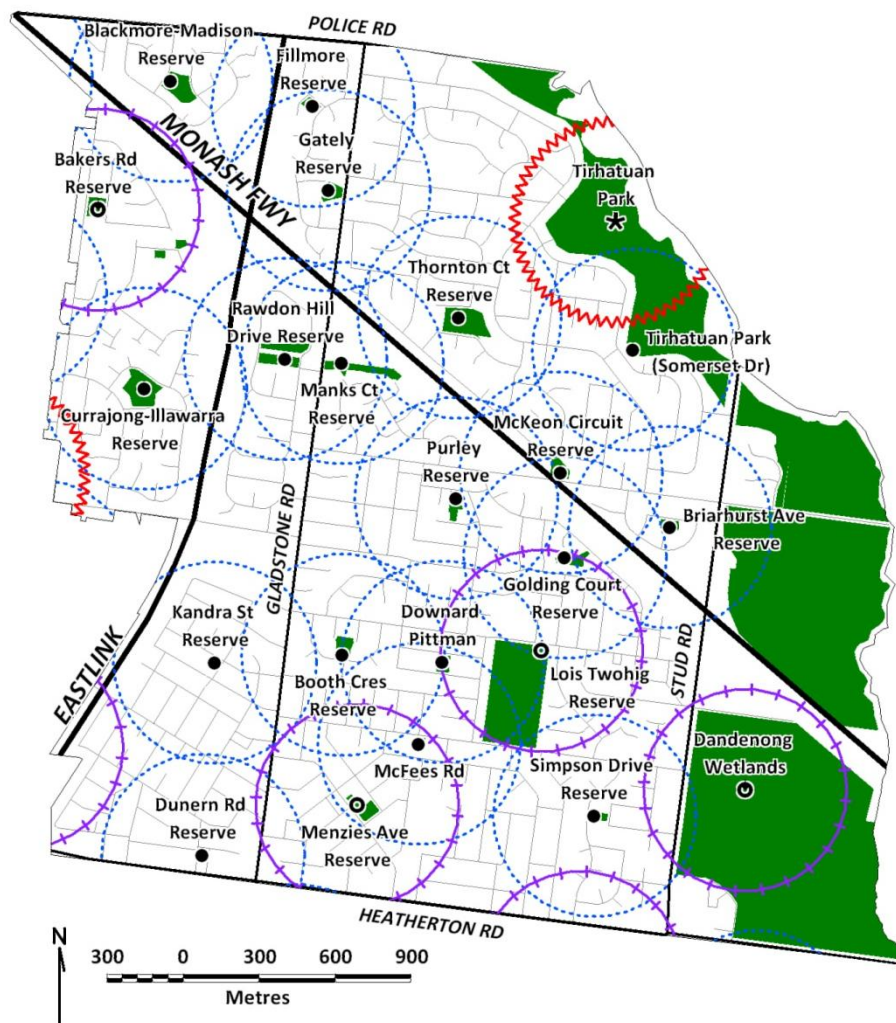 POLICE RD
Blackmore-Madison
Reserve
Fillmore
Reserve
MONASH FWY
Gately
Reserve
Bakers Rd
Reserve
Tirhatuan
Park
Thornton Ct
Reserve
Rawdon Hill
Drive Reserve
Tirhatuan Park
(Somerset Dr)
Manks Ct
Reserve
Currajong-Illawarra
Reserve
McKeon Circuit
Reserve
Purley
Reserve
Briarhurst Ave
Reserve
GLADSTONE RD
Golding Court
Reserve
Kandra St
Reserve
Downard
Pittman
EASTLINK
Booth Cres
Reserve
Lois Twohig
Reserve
STUD RD
McFees Rd
Simpson Drive
Reserve
Dandenong
Wetlands
Dunern Rd
Reserve
Menzies Ave
Reserve
HEATHERTON RD
N
300 0 300 600 900
Metres